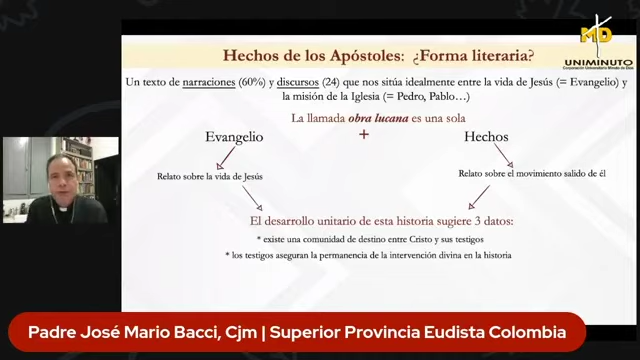 MD
UNIMINUTO
Corporación Universitaria Minuto de Dios
Hechos de los Apóstoles: ¿Forma literaria?
Un texto de narraciones (60%) y discursos (24) que nos sitúa idealmente entre la vida de Jesús (= Evangelio) y
la misión de la Iglesia (= Pedro, Pablo…)
La llamada obra lucana es una sola
Evangelio + Hechos
Relato sobre la vida de Jesús
Relato sobre el movimiento salido de él
El desarrollo unitario de esta historia sugiere 3 datos:
* existe una comunidad de destino entre Cristo y sus testigos
* los testigos aseguran la permanencia de la intervención divina en la historia
Padre José Mario Bacci, Cjm | Superior Provincia Eudista Colombia